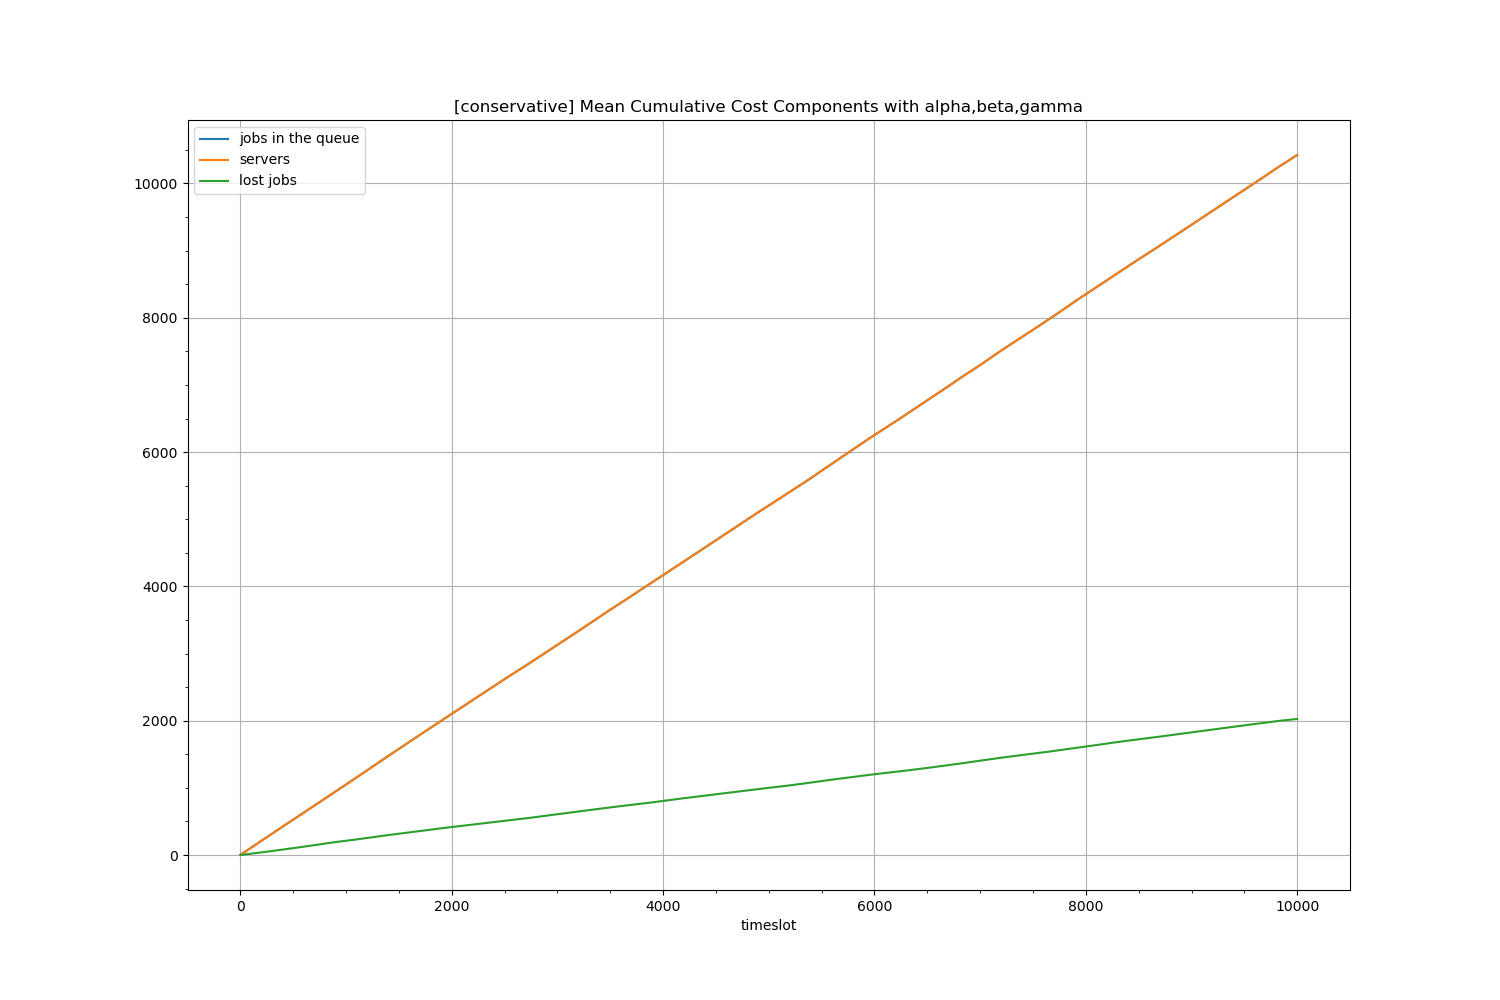 [conservative] Mean Cumulative Cost Components with alpha,beta,gamma
jobs in the queue
servers
lost jobs
10000
8000
6000
4000
2000
0
0 2000 4000 6000 8000 10000
timeslot